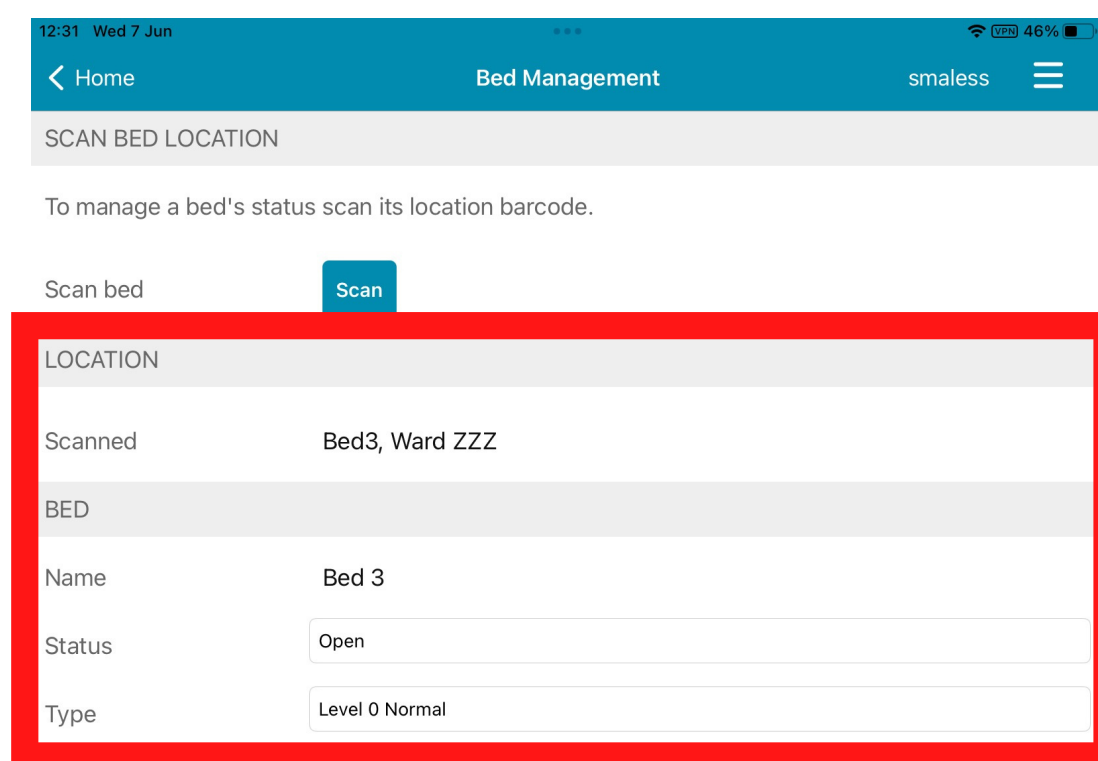 12:31 Wed 7 Jun VPN 46%
Home Bed Management smaless
SCAN BED LOCATION
To manage a bed's status scan its location barcode.
Scan bed Scan
LOCATION
Scanned Bed3, Ward ZZZ
BED
Name Bed 3
Status Open
Type Level 0 Normal